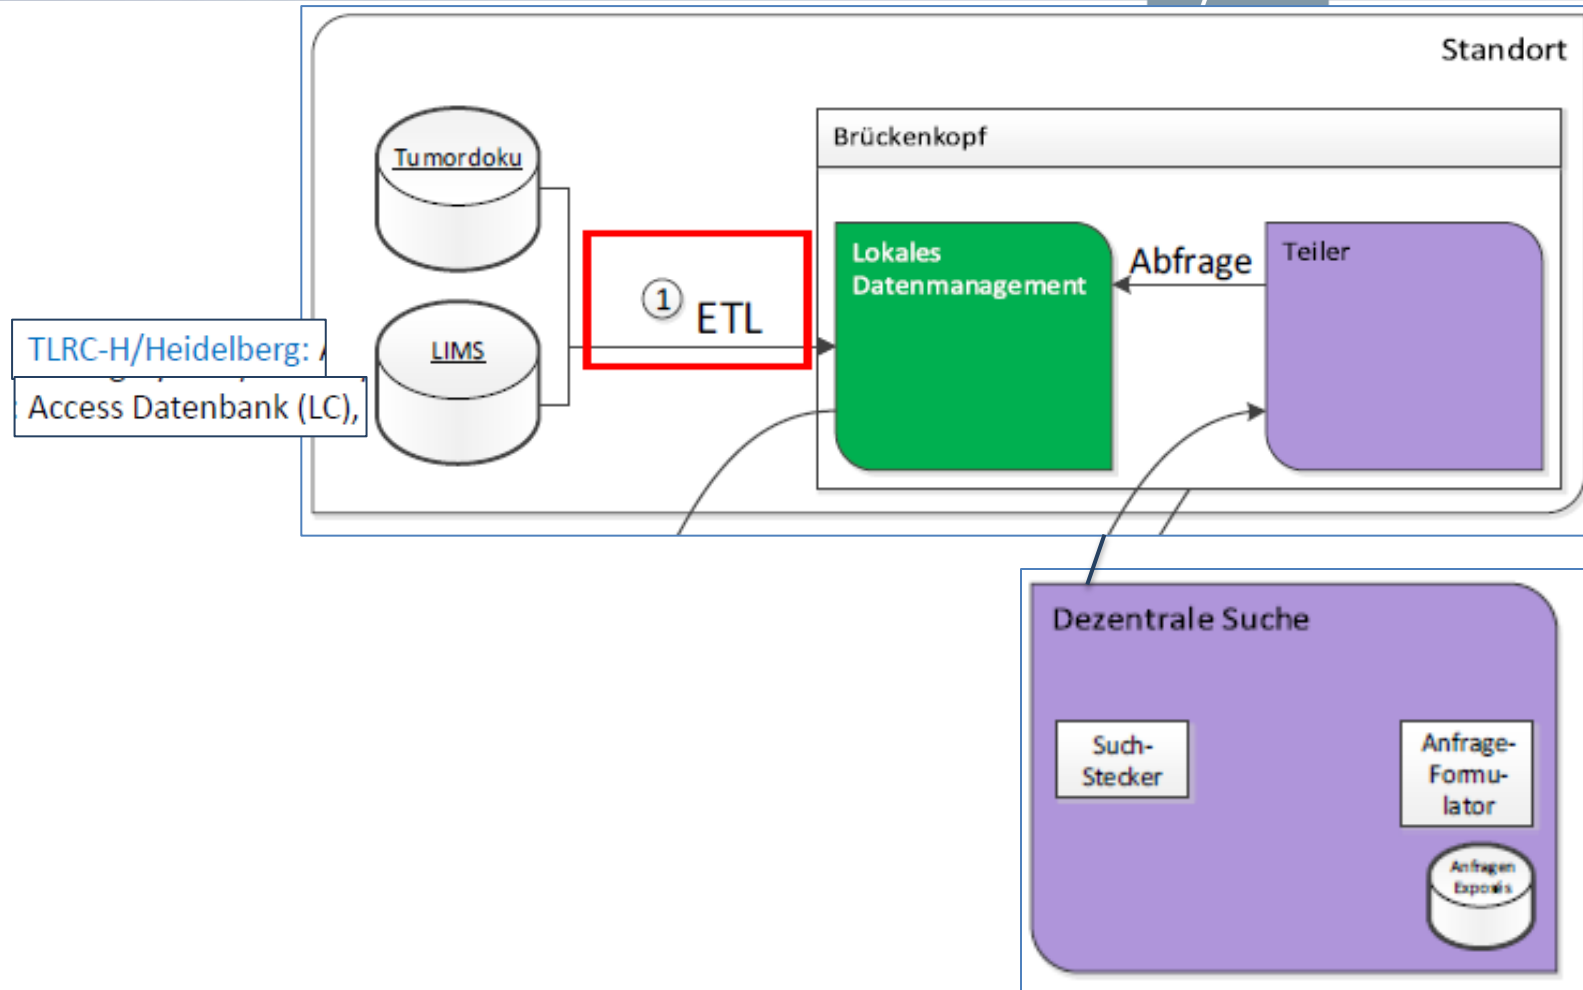 Standort
Brückenkopf
Tumordoku
Lokales
Datenmanagement
Abfrage
Teiler
1
ETL
TLRC-H/Heidelberg:
LIMS
Access Datenbank (LC),
Dezentrale Suche
Such-
Stecker
Anfrage-
Formu-
lator
Anfragen
Exposés